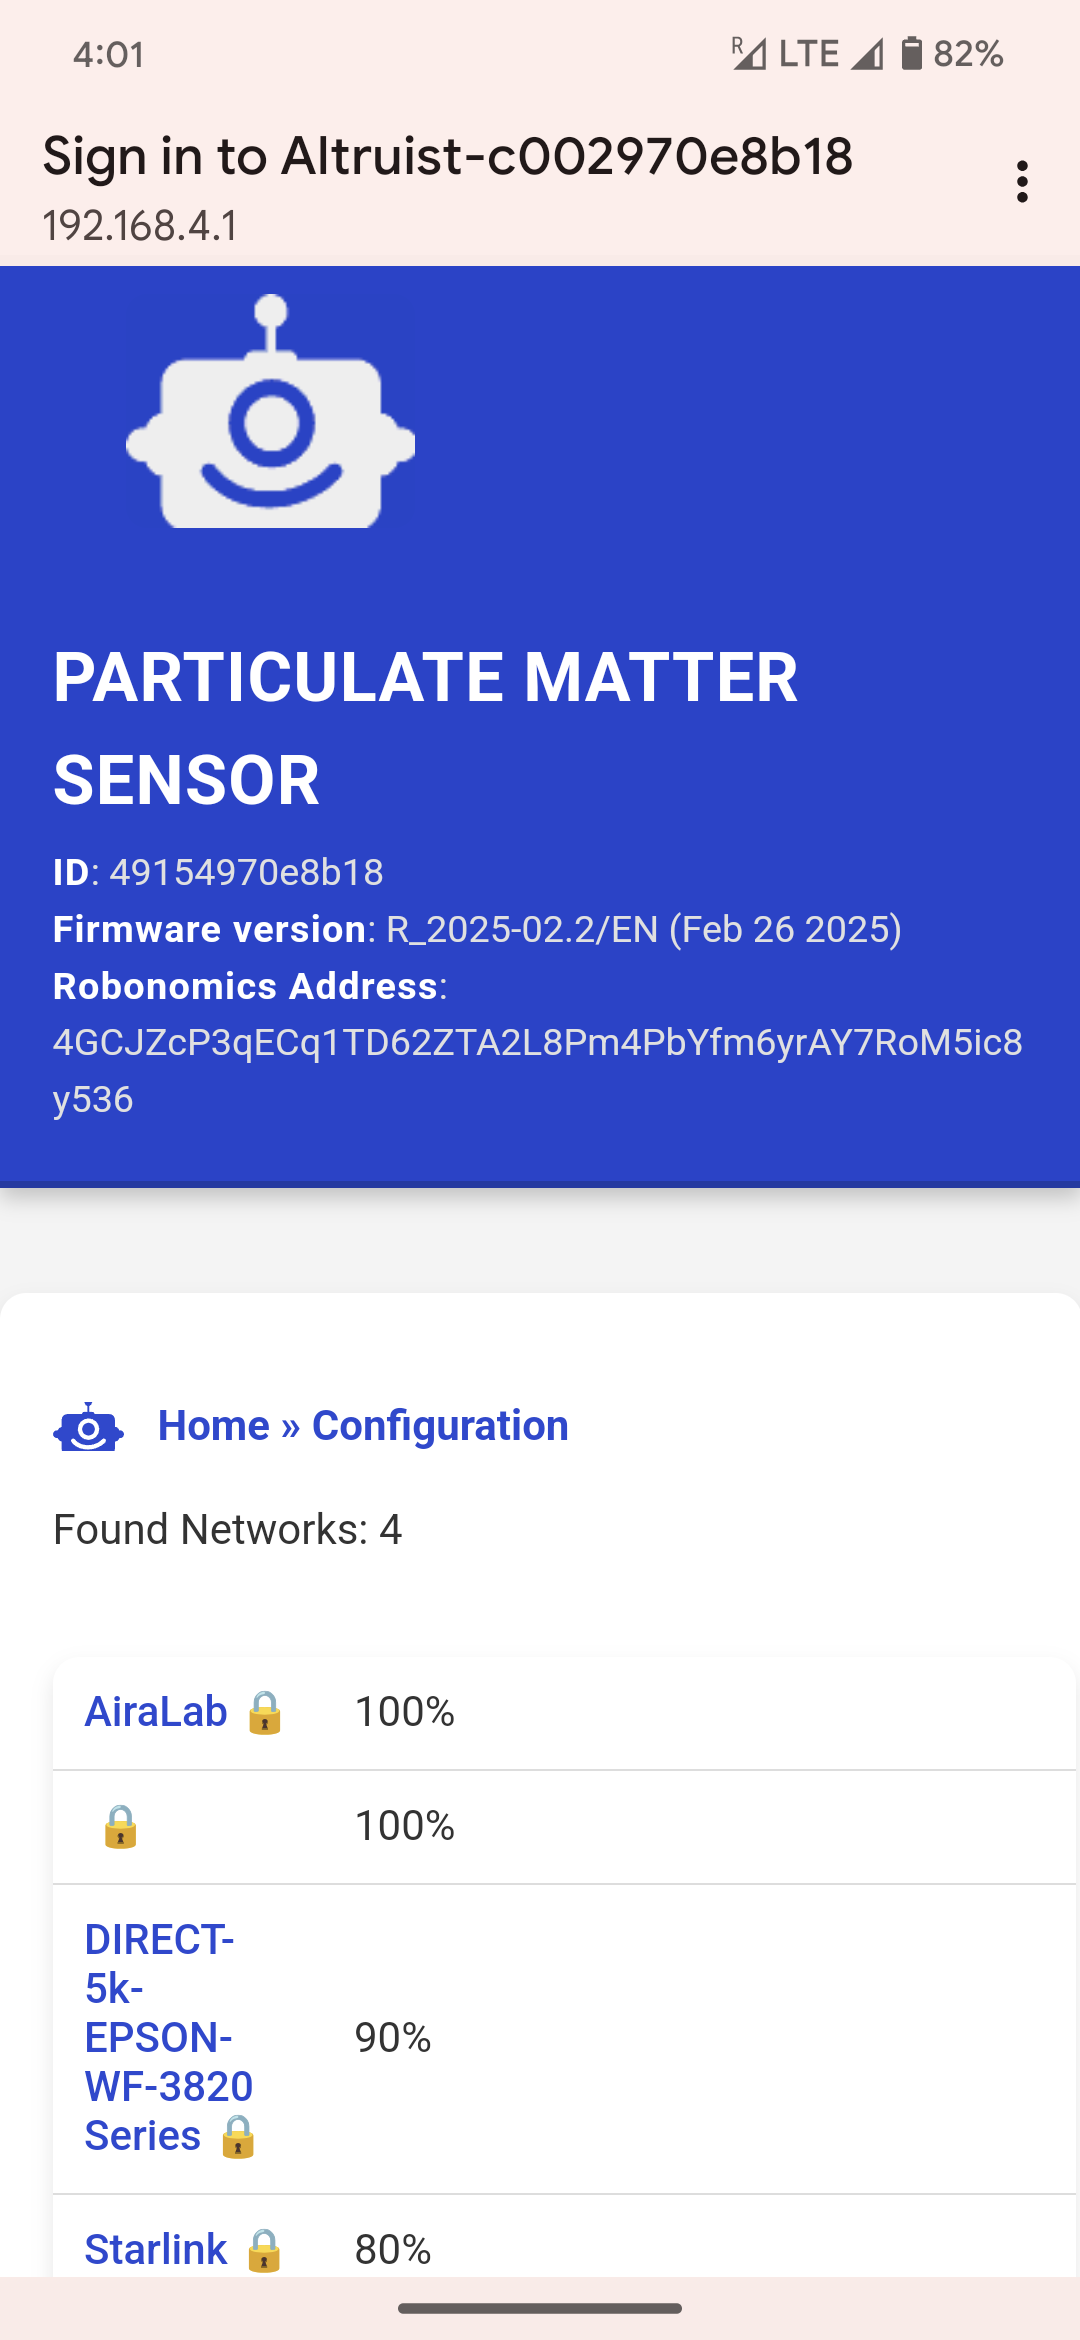 4:01 R LTE 82%
Sign in to Altruist-c002970e8b18
192.168.4.1
PARTICULATE MATTER
SENSOR
ID: 49154970e8b18
Firmware version: R_2025-02.2/EN (Feb 26 2025)
Robonomics Address:
4GCJZcP3qECq1TD62ZTA2L8Pm4PbYfm6yrAY7RoM5ic8
y536
Home » Configuration
Found Networks: 4
AiraLab 🔒 100%
🔒 100%
DIRECT-
5k-
EPSON-
WF-3820
Series 🔒 90%
Starlink 🔒 80%